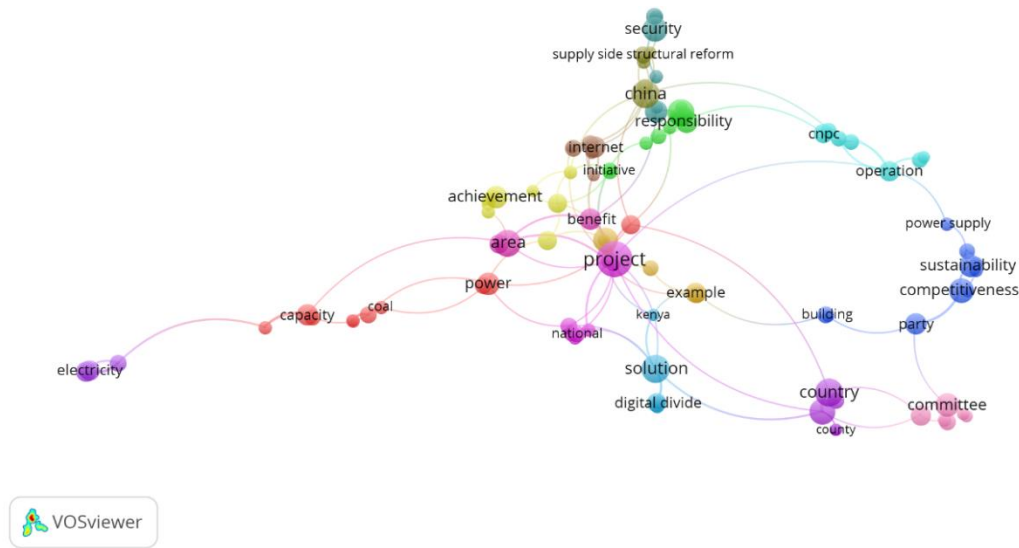 security
supply side structural reform
china
responsibility
cnpc
internet
initiative
operation
achievement
benefit
power supply
area
project
sustainability
power
example
competitiveness
capacity
coal
kenya
building
party
national
electricity
solution
country
digital divide
committee
county
VOSviewer